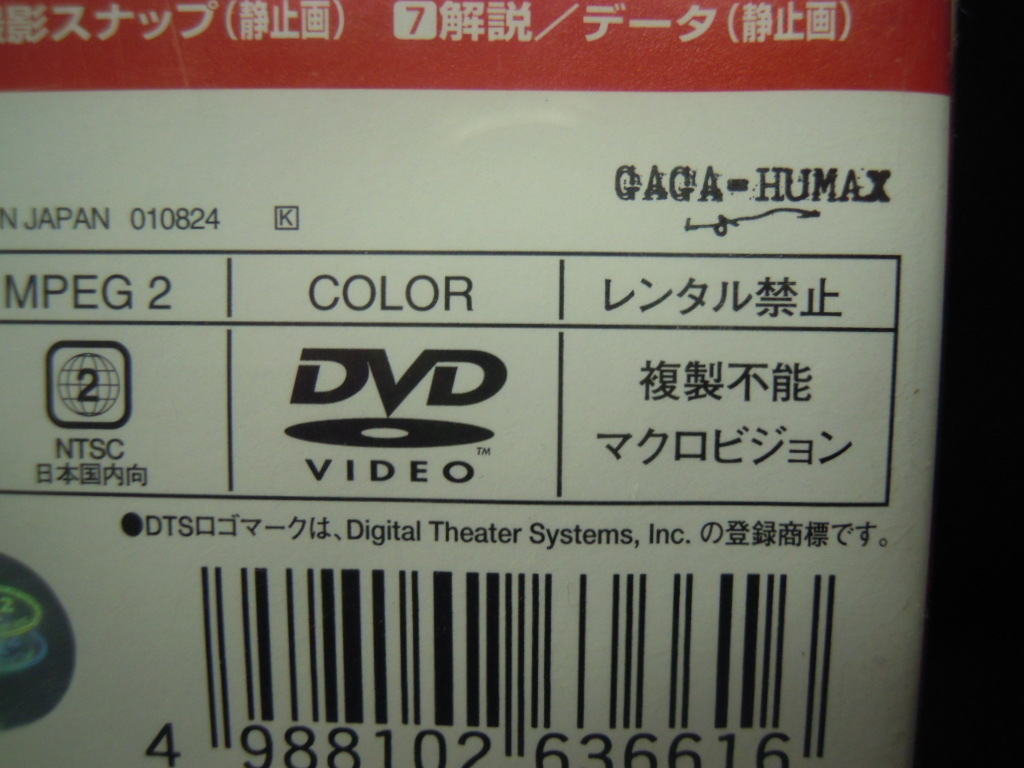 影スナップ（静止画） 7解説／データ（静止画）
GAGA-HUMAX
N JAPAN 010824 K
MPEG 2 COLOR レンタル禁止
2
NTSC
日本国内向
DVD
VIDEO TM
複製不能
マクロビジョン
●DTSロゴマークは、Digital Theater Systems, Inc. の登録商標です。
2
4 988102 636616